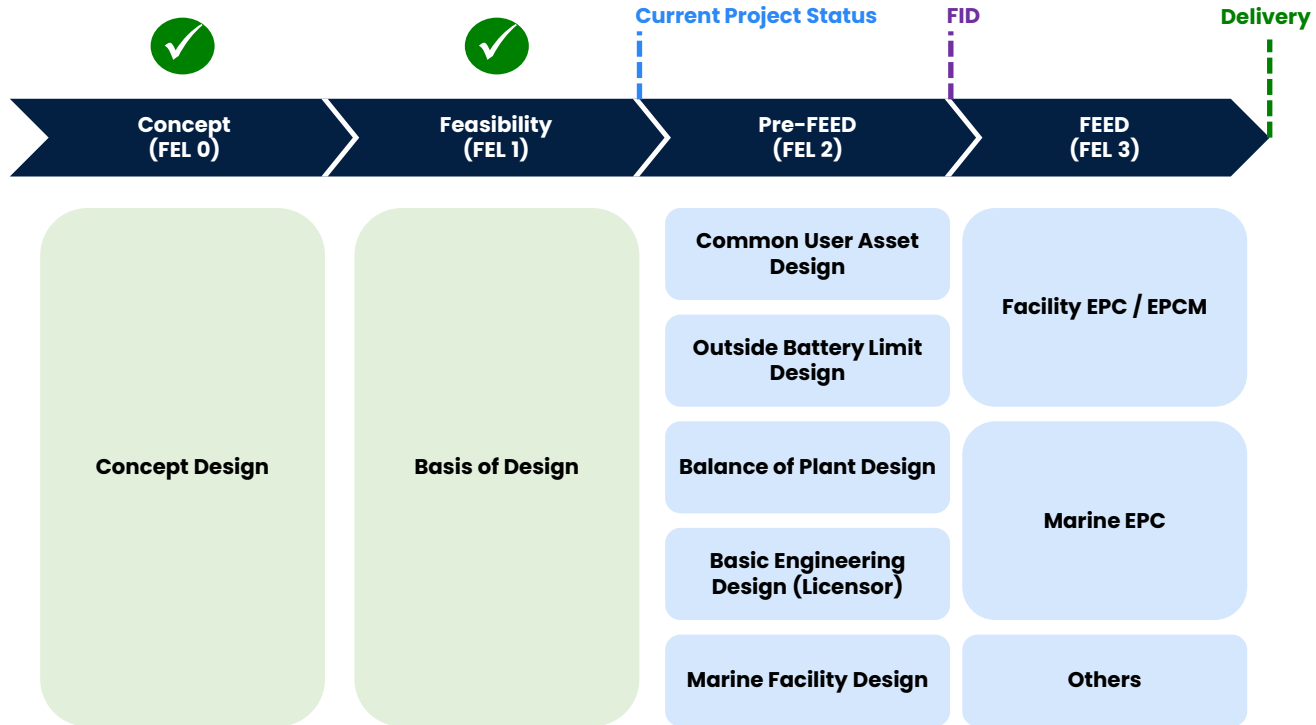 Current Project Status
FID
Delivery
Concept
(FEL 0)
Feasibility
(FEL 1)
Pre-FEED
(FEL 2)
FEED
(FEL 3)
Concept Design
Basis of Design
Common User Asset
Design
Outside Battery Limit
Design
Balance of Plant Design
Basic Engineering
Design (Licensor)
Marine Facility Design
Facility EPC / EPCM
Marine EPC
Others